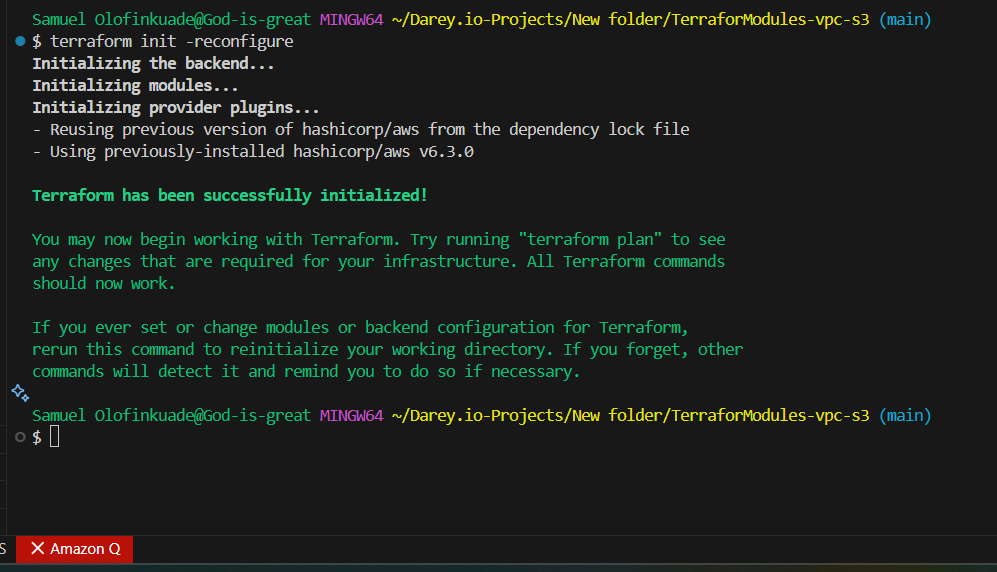 Samuel Olofinkuade@God-is-great MINGW64 ~/Darey.io-Projects/New folder/TerraforModules-vpc-s3 (main)
$ terraform init -reconfigure
Initializing the backend...
Initializing modules...
Initializing provider plugins...
- Reusing previous version of hashicorp/aws from the dependency lock file
- Using previously-installed hashicorp/aws v6.3.0
Terraform has been successfully initialized!
You may now begin working with Terraform. Try running "terraform plan" to see
any changes that are required for your infrastructure. All Terraform commands
should now work.
If you ever set or change modules or backend configuration for Terraform,
rerun this command to reinitialize your working directory. If you forget, other
commands will detect it and remind you to do so if necessary.
Samuel Olofinkuade@God-is-great MINGW64 ~/Darey.io-Projects/New folder/TerraforModules-vpc-s3 (main)
$
Amazon Q